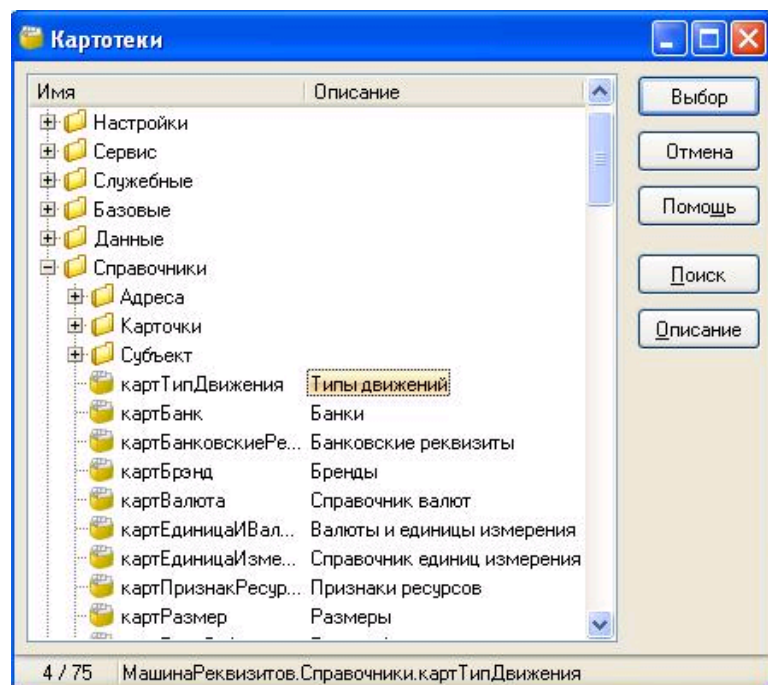 Картотеки
Имя Описание
Настройки
Сервис
Служебные
Базовые
Данные
Справочники
Адреса
Карточки
Субъект
картТипДвижения Типы движений
картБанк Банки
картБанковскиеРе... Банковские реквизиты
картБрэнд Бренды
картВалюта Справочник валют
картЕдиницаИВал... Валюты и единицы измерения
картЕдиницаИзме... Справочник единиц измерения
картПризнакРесур... Признаки ресурсов
картРазмер Размеры
Выбор
Отмена
Помощь
Поиск
Описание
4 / 75 МашинаРеквизитов.Справочники.картТипДвижения